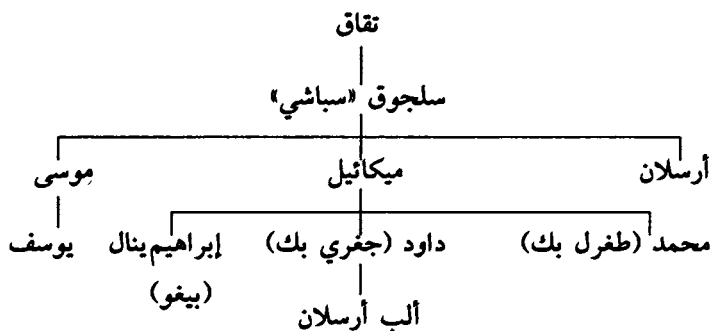 تقاق
سلجوق «سباشي»
أرسلان ميكائيل موسى
محمد (طغرل بك) داود (جغري بك) إبراهيم ينال يوسف
(بيغو)
ألب أرسلان